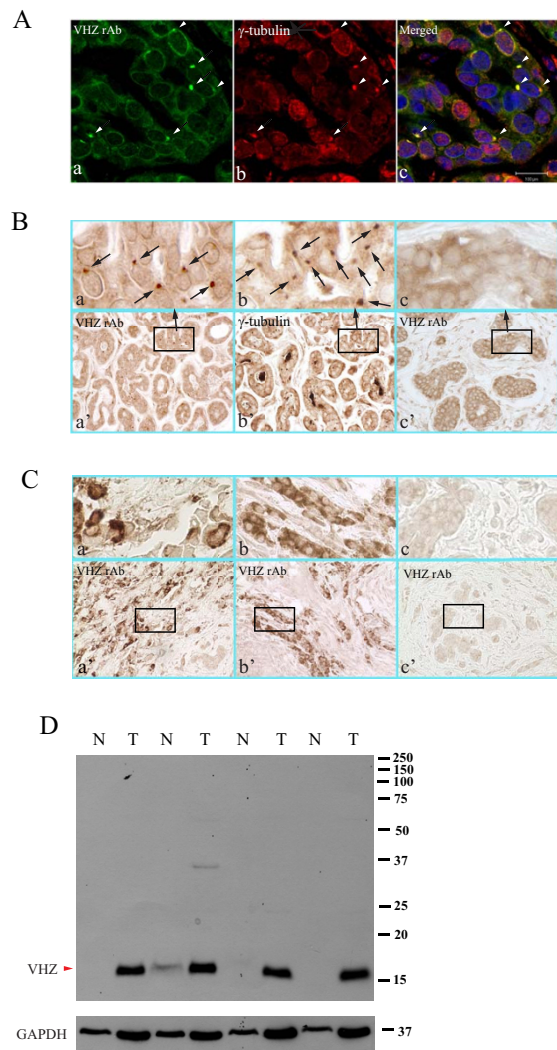 A
VHZ rAb γ-tubulin Merged
a b c
B
a b c
VHZ rAb γ-tubulin VHZ rAb
a' b' c'
C
a b c
VHZ rAb VHZ rAb VHZ rAb
a' b' c'
D
N T N T N T N T
250
150
100
75
50
37
25
20
VHZ
15
GAPDH 37